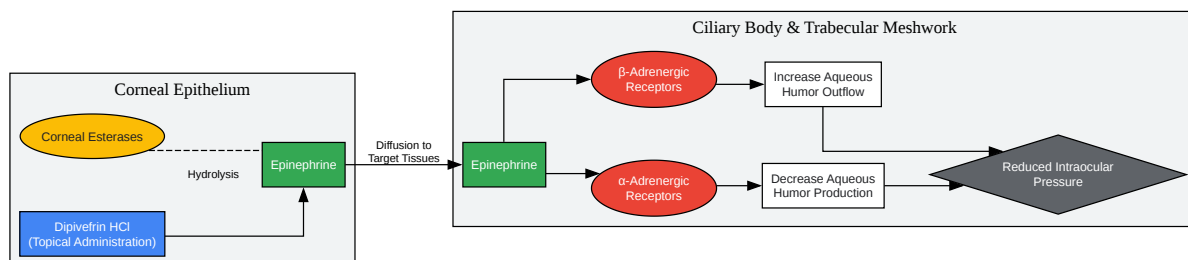 Ciliary Body & Trabecular Meshwork
Corneal Epithelium
Corneal Esterases
Hydrolysis
Dipivefrin HCl
(Topical Administration)
Epinephrine
Diffusion to
Target Tissues
Epinephrine
β-Adrenergic
Receptors
Increase Aqueous
Humor Outflow
α-Adrenergic
Receptors
Decrease Aqueous
Humor Production
Reduced Intraocular
Pressure